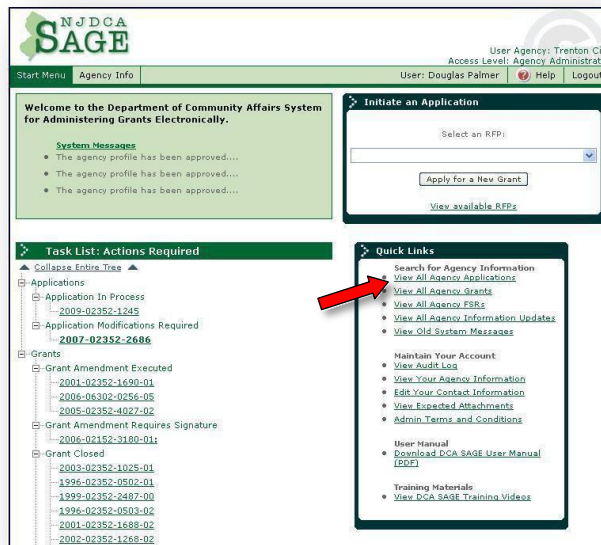 NJDCA
SAGE
User Agency: Trenton Ci
Access Level: Agency Administrat
Start Menu Agency Info User: Douglas Palmer Help Logout
Welcome to the Department of Community Affairs System
for Administering Grants Electronically.
System Messages
The agency profile has been approved....
The agency profile has been approved....
The agency profile has been approved....
Initiate an Application
Select an RFP:
Apply for a New Grant
View available RFPs
Task List: Actions Required
Collapse Entire Tree
Applications
Application In Process
2009-02352-1245
Application Modifications Required
2007-02352-2686
Grants
Grant Amendment Executed
2001-02352-1690-01
2006-06302-0256-05
2005-02352-4027-02
Grant Amendment Requires Signature
2006-02152-3180-01:
Grant Closed
2003-02352-1025-01
1996-02352-0502-01
1999-02352-2487-00
1996-02352-0503-02
2001-02352-1688-02
2002-02352-1268-02
Quick Links
Search for Agency Information
View All Agency Applications
View All Agency Grants
View All Agency FSRs
View All Agency Information Updates
View Old System Messages
Maintain Your Account
View Audit Log
View Your Agency Information
Edit Your Contact Information
View Expected Attachments
Admin Terms and Conditions
User Manual
Download DCA SAGE User Manual
(PDF)
Training Materials
View DCA SAGE Training Videos